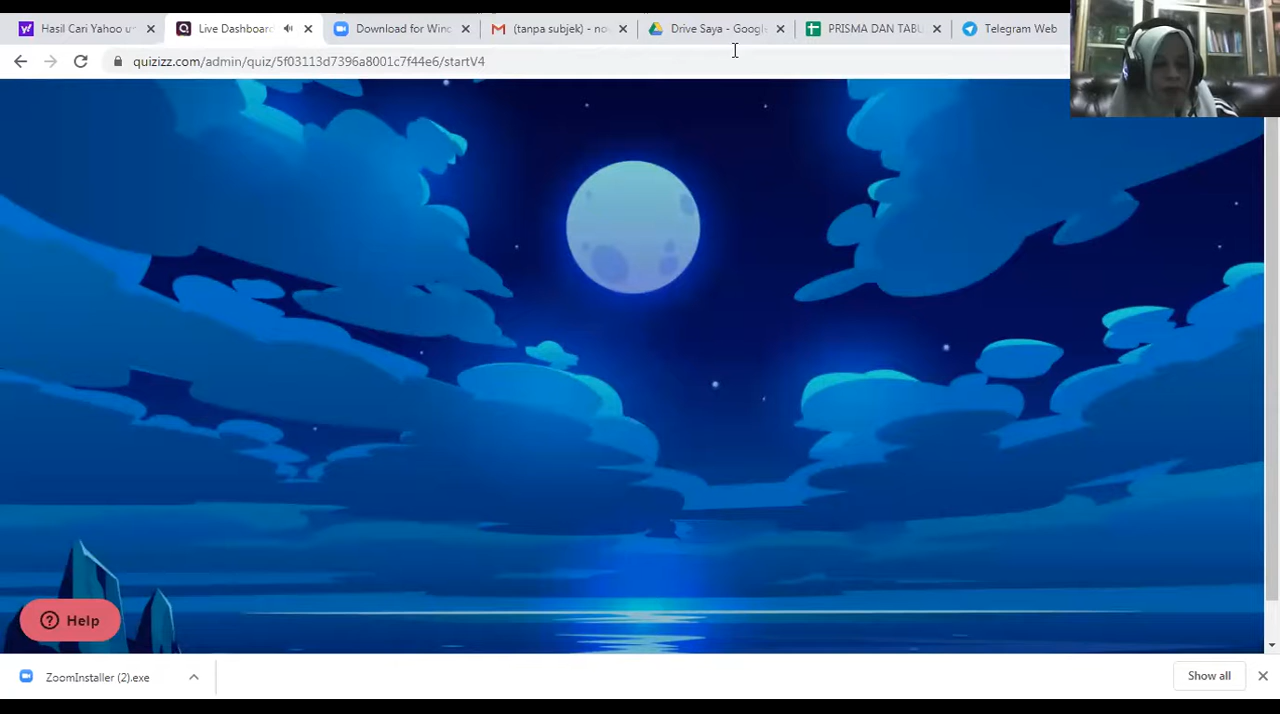 Hasil Cari Yahoo u
Live Dashboard
Download for Wind
(tanpa subjek) - no
Drive Saya - Google
PRISMA DAN TABU
Telegram Web
quizizz.com/admin/quiz/5f03113d7396a8001c7f44e6/startV4
Help
ZoomInstaller (2).exe
Show all